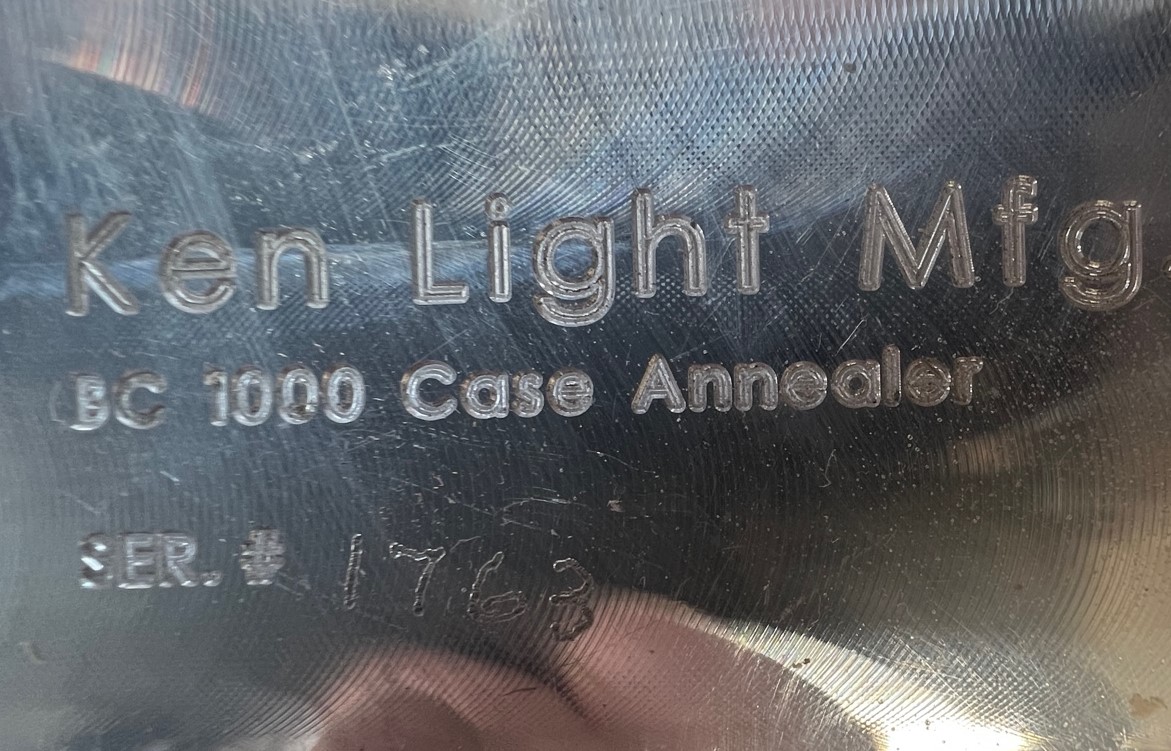 Ken Light Mfg.
BC 1000 Case Annealer
SER. # 1763